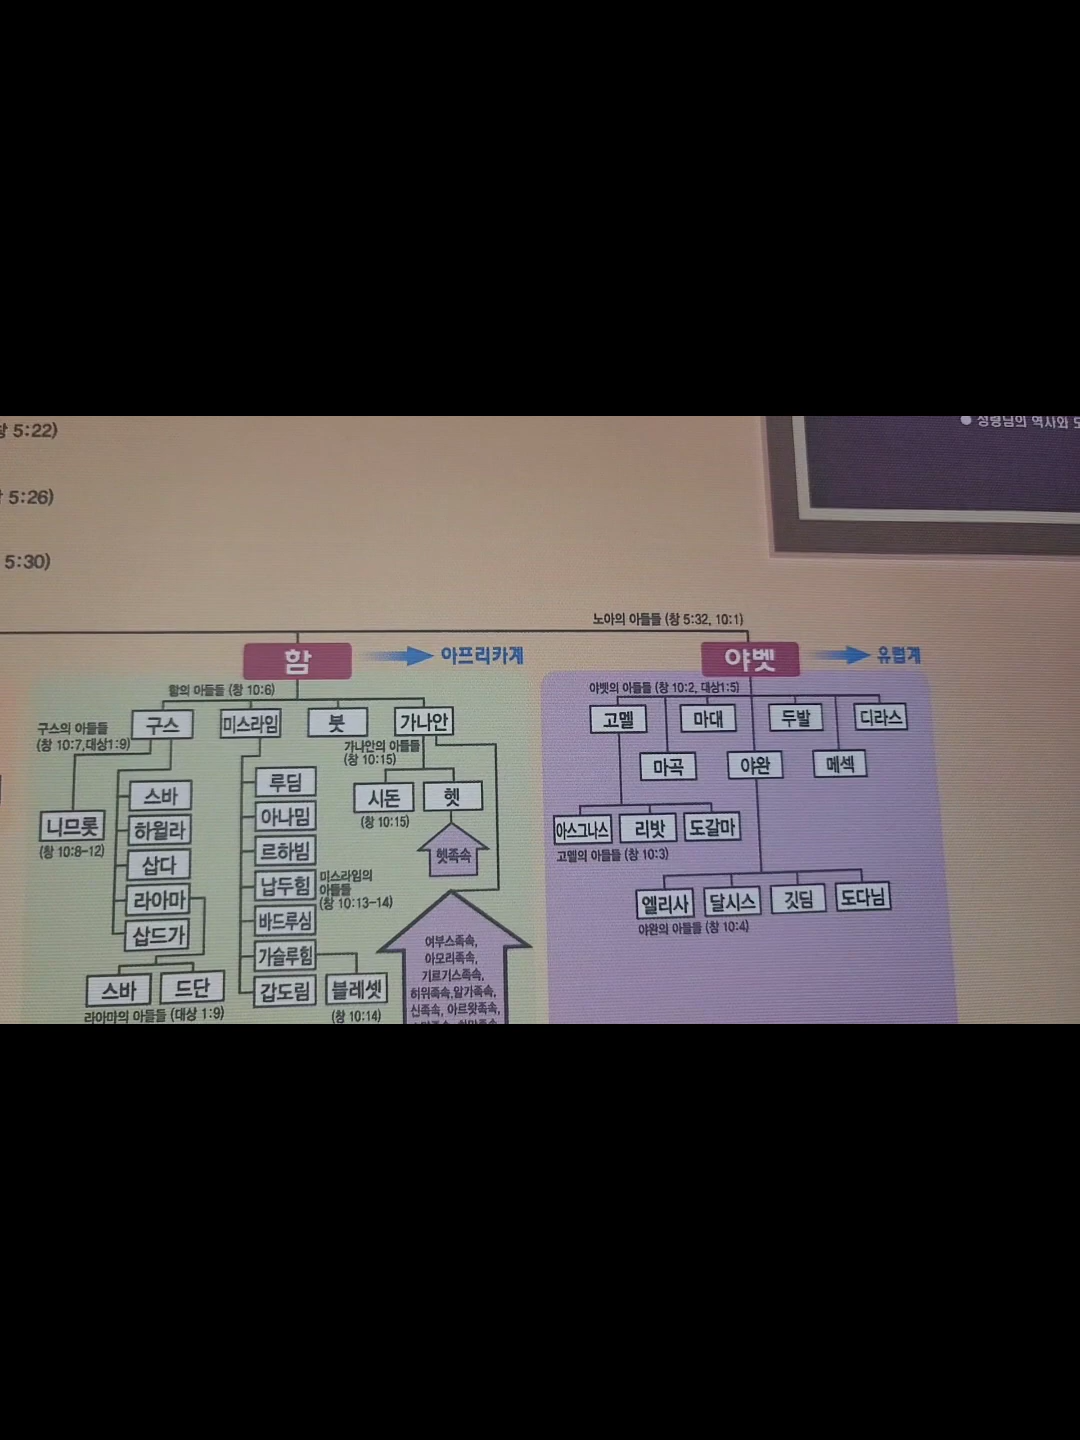 5:22)
5:26)
5:30)
● 성령님의 역사와
노아의 아들들 (창 5:32, 10:1)
함
아프리카계
야벳
유럽계
함의 아들들 (창 10:6)
구스
미스라임
붓
가나안
구스의 아들들
(창 10:7,대상1:9)
가나안의 아들들
(창 10:15)
니므롯
(창 10:8-12)
스바
하윌라
삽다
라아마
삽드가
스바
드단
라아마의 아들들 (대상 1:9)
루딤
아나밈
르하빔
납두힘
바드루심
가슬루힘
갑도림
미스라임의
아들들
(창 10:13-14)
블레셋
(창 10:14)
시돈
(창 10:15)
헷
헷족속
여부스족속,
아모리족속,
기르기스족속,
히위족속,알가족속,
신족속, 아르왓족속,
야벳의 아들들 (창 10:2, 대상1:5)
고멜
마대
두발
디라스
마곡
야완
메섹
아스그나스
리밧
도갈마
고멜의 아들들 (창 10:3)
엘리사
달시스
깃딤
도다님
야완의 아들들 (창 10:4)